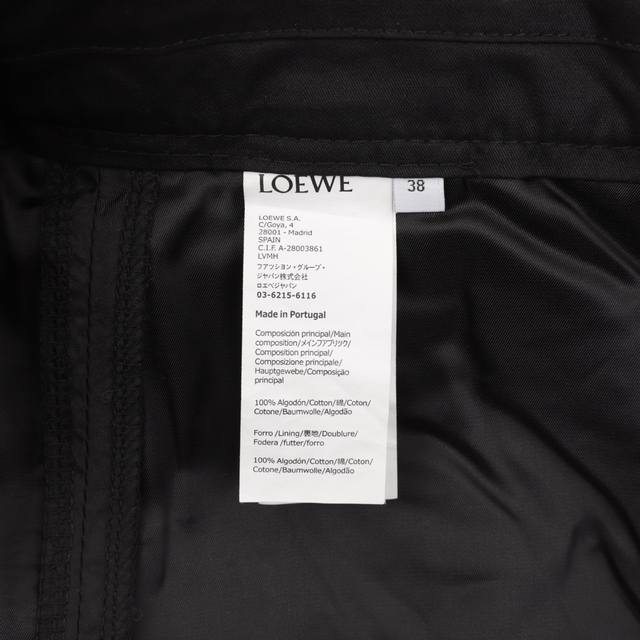 LOEWE
38
LOEWE S.A.
C/Goya, 4
28001 - Madrid
SPAIN
C.I.F. A-28003861
LVMH
フアツション・グループ・
ジャパン株式会社
ロエベジャパン
03-6215-6116
Made in Portugal
Composición principal/Main
composition/メインファブリック/
Composition principal/
Composizione principale/
Hauptgewebe/Composição
principal
100% Algodón/Cotton/綿/Coton/
Cotone/Baumwolle/Algodão
Forro /Lining/裏地/Doublure/
Fodera /futter/forro
100% Algodón/Cotton/綿/Coton/
Cotone/Baumwolle/Algodão